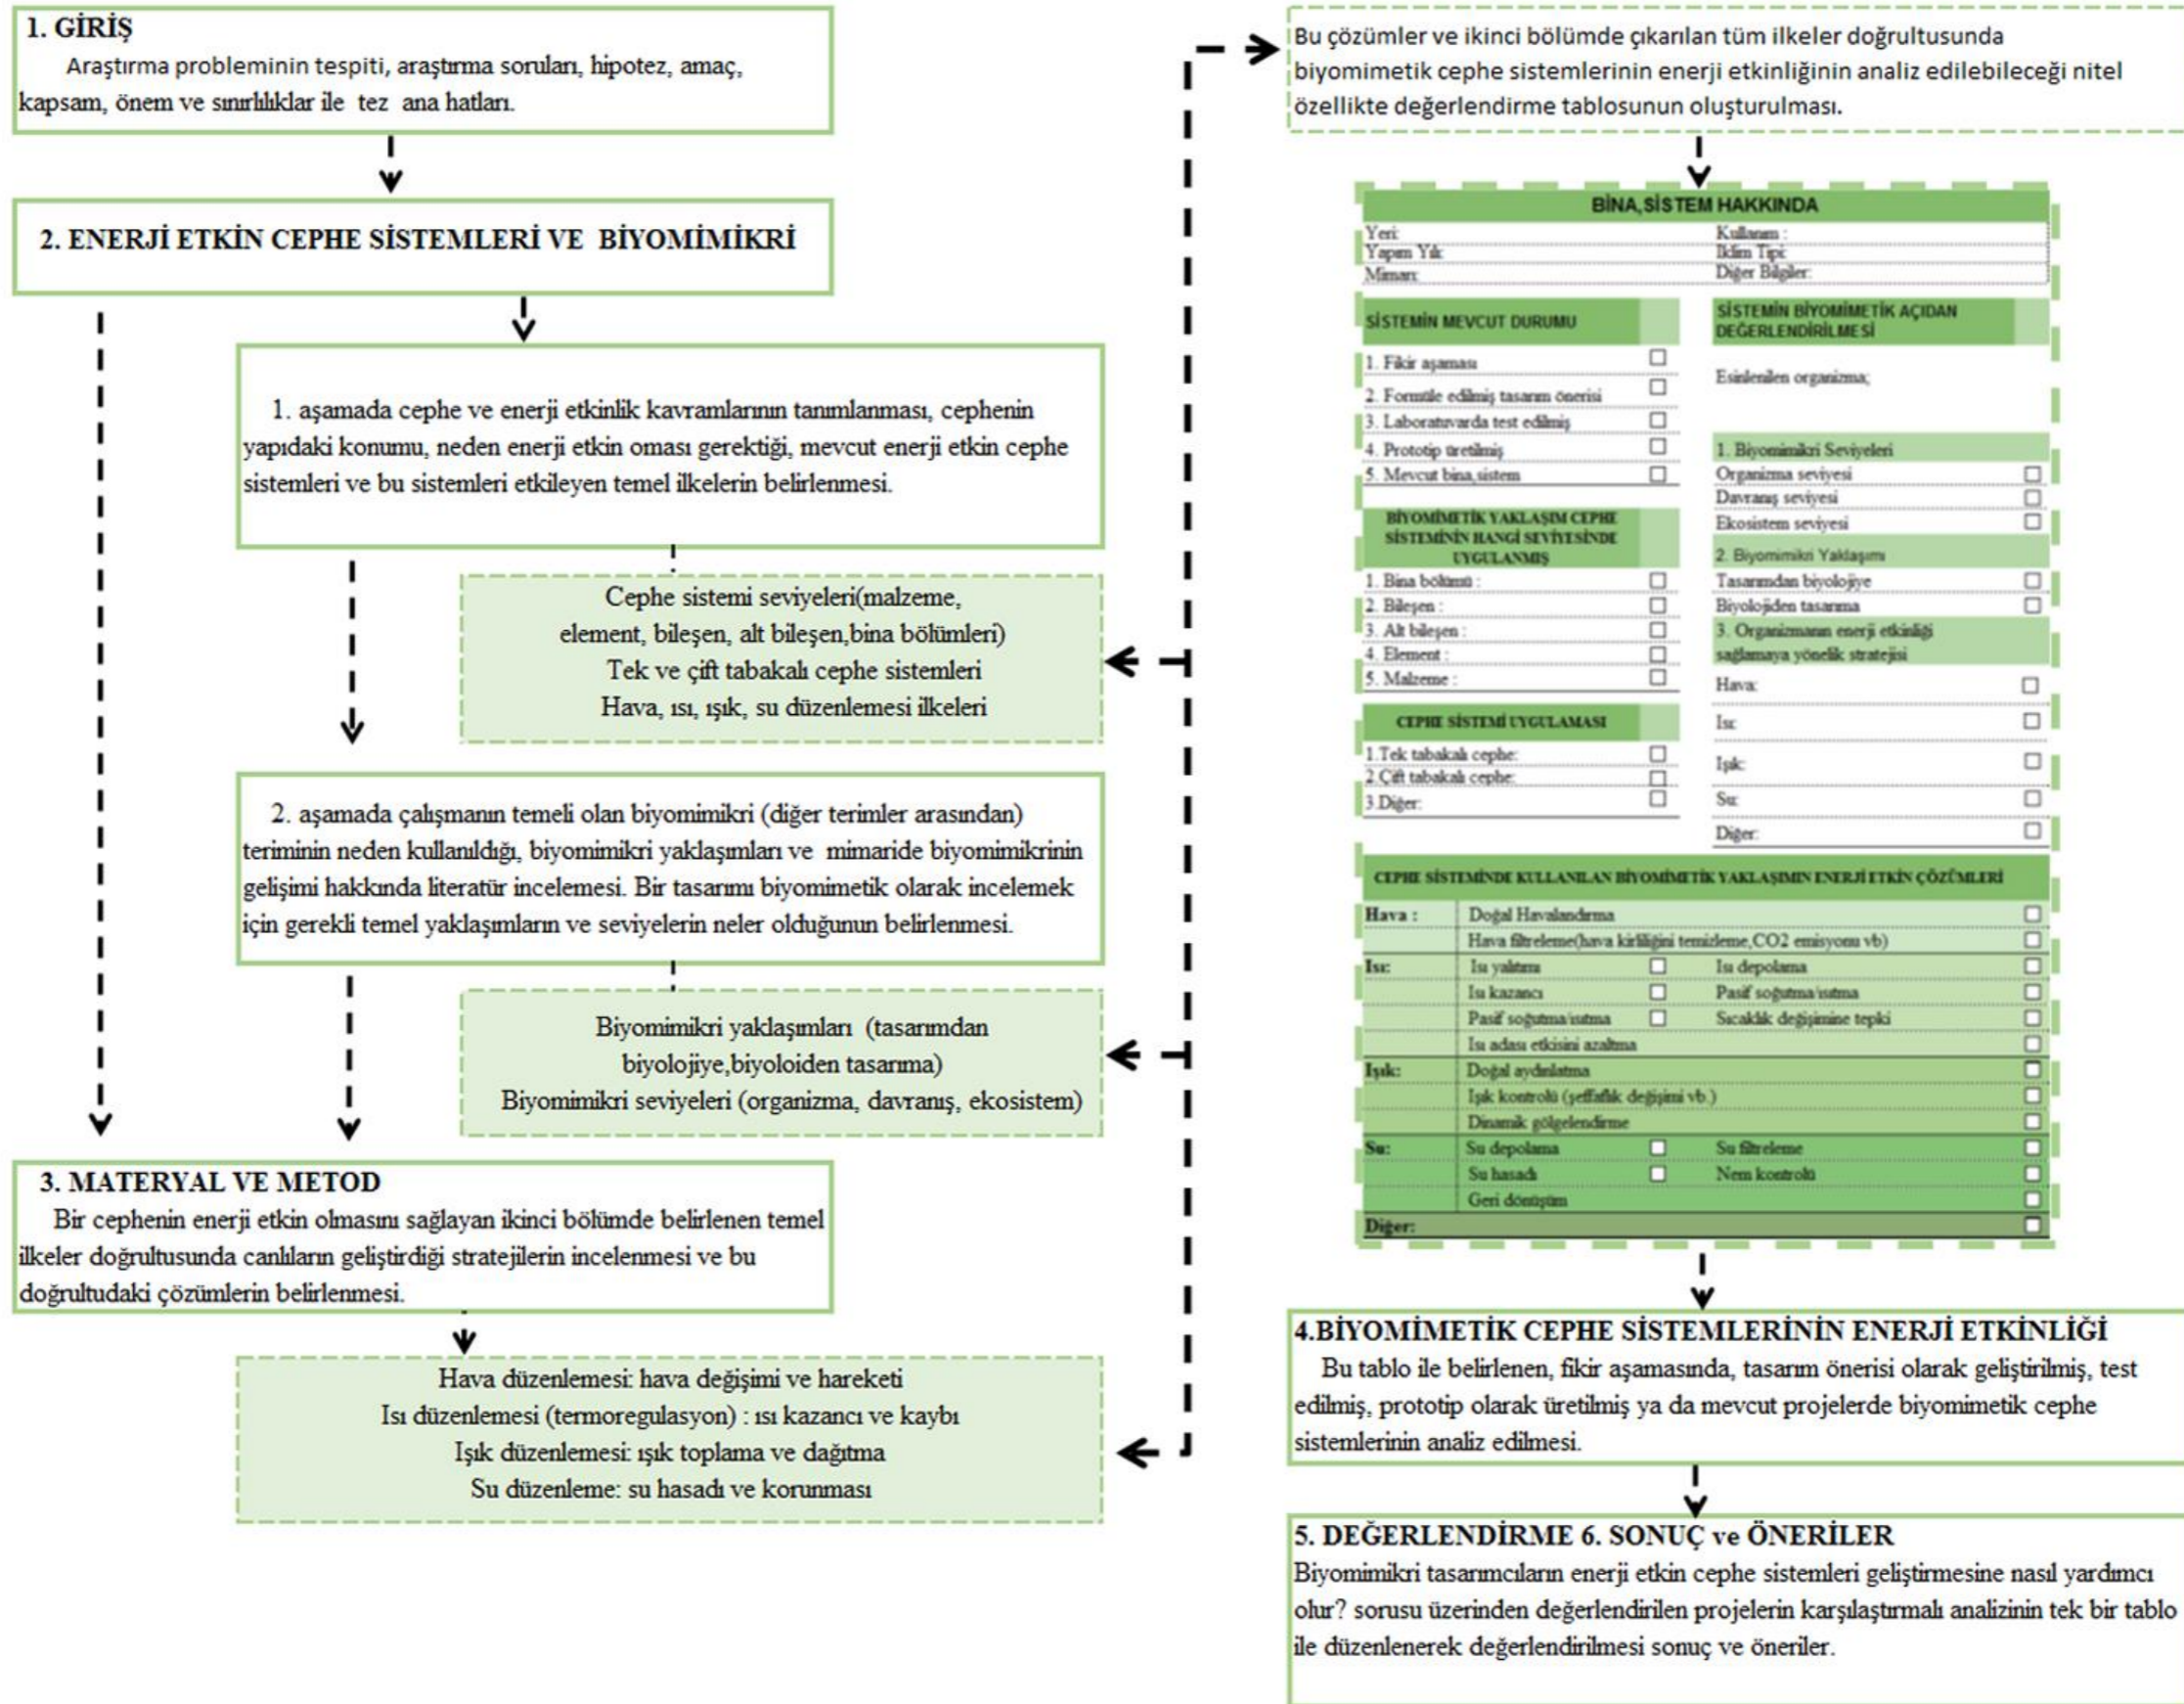 1. GİRİŞ
Araştırma probleminin tespiti, araştırma soruları, hipotez, amaç,
kapsam, önem ve sınırlılıklar ile tez ana hatları.
2. ENERJİ ETKİN CEPHE SİSTEMLERİ VE BİYOMİMİKRİ
1. aşamada cephe ve enerji etkinlik kavramlarının tanımlanması, cephenin
yapıdaki konumu, neden enerji etkin oması gerektiği, mevcut enerji etkin cephe
sistemleri ve bu sistemleri etkileyen temel ilkelerin belirlenmesi.
Cephe sistemi seviyeleri(malzeme,
element, bileşen, alt bileşen,bina bölümleri)
Tek ve çift tabakalı cephe sistemleri
Hava, ısı, ışık, su düzenlemesi ilkeleri
2. aşamada çalışmanın temeli olan biyomimikri (diğer terimler arasından)
teriminin neden kullanıldığı, biyomimikri yaklaşımları ve mimaride biyomimikrinin
gelişimi hakkında literatür incelemesi. Bir tasarımı biyomimetik olarak incelemek
için gerekli temel yaklaşımların ve seviyelerin neler olduğunun belirlenmesi.
Biyomimikri yaklaşımları (tasarımdan
biyolojiye,biyoloiden tasarıma)
Biyomimikri seviyeleri (organizma, davranış, ekosistem)
3. MATERYAL VE METOD
Bir cephenin enerji etkin olmasını sağlayan ikinci bölümde belirlenen temel
ilkeler doğrultusunda canlıların geliştirdiği stratejilerin incelenmesi ve bu
doğrultudaki çözümlerin belirlenmesi.
Hava düzenlemesi: hava değişimi ve hareketi
Isı düzenlemesi (termoregulasyon) : ısı kazancı ve kaybı
Işık düzenlemesi: ışık toplama ve dağıtma
Su düzenleme: su hasadı ve korunması
Bu çözümler ve ikinci bölümde çıkarılan tüm ilkeler doğrultusunda
biyomimetik cephe sistemlerinin enerji etkinliğinin analiz edilebileceği nitel
özellikte değerlendirme tablosunun oluşturulması.
BİNA,SİSTEM HAKKINDA
Yeri: Kullanım :
Yapım Yılı: İklim Tipi:
Mimarı: Diğer Bilgiler:
SİSTEMİN MEVCUT DURUMU
1. Fikir aşaması
2. Formüle edilmiş tasarım önerisi
3. Laboratuvarda test edilmiş
4. Prototip üretilmiş
5. Mevcut bina,sistem
BİYOMİMETİK YAKLAŞIM CEPHE
SİSTEMİNİN HANGİ SEVİYESİNDE
UYGULANMIŞ
1. Bina bölümü :
2. Bileşen :
3. Alt bileşen :
4. Element :
5. Malzeme :
CEPHE SİSTEMİ UYGULAMASI
1.Tek tabakalı cephe:
2.Çift tabakalı cephe:
3.Diğer:
SİSTEMİN BİYOMİMETİK AÇIDAN
DEĞERLENDİRİLMESİ
Esinlenilen organizma;
1. Biyomimikri Seviyeleri
Organizma seviyesi
Davranış seviyesi
Ekosistem seviyesi
2. Biyomimikri Yaklaşımı
Tasarımdan biyolojiye
Biyolojiden tasarıma
3. Organizmanın enerji etkinliği
sağlamaya yönelik stratejisi
Hava:
Isı:
Işık:
Su:
Diğer:
CEPHE SİSTEMİNDE KULLANILAN BİYOMİMETİK YAKLAŞIMIN ENERJİ ETKİN ÇÖZÜMLERİ
Hava : Doğal Havalandırma
Hava filtreleme(hava kirliliğini temizleme,CO2 emisyonu vb)
Isı: Isı yalıtımı Isı depolama
Isı kazancı Pasif soğutma/ısıtma
Pasif soğutma/ısıtma Sıcaklık değişimine tepki
Isı adası etkisini azaltma
Işık: Doğal aydınlatma
Işık kontrolü (şeffaflık değişimi vb.)
Dinamik gölgelendirme
Su: Su depolama Su filtreleme
Su hasadı Nem kontrolü
Geri dönüşüm
Diğer:
4.BİYOMİMETİK CEPHE SİSTEMLERİNİN ENERJİ ETKİNLİĞİ
Bu tablo ile belirlenen, fikir aşamasında, tasarım önerisi olarak geliştirilmiş, test
edilmiş, prototip olarak üretilmiş ya da mevcut projelerde biyomimetik cephe
sistemlerinin analiz edilmesi.
5. DEĞERLENDİRME 6. SONUÇ ve ÖNERİLER
Biyomimikri tasarımcıların enerji etkin cephe sistemleri geliştirmesine nasıl yardımcı
olur? sorusu üzerinden değerlendirilen projelerin karşılaştırmalı analizinin tek bir tablo
ile düzenlenerek değerlendirilmesi sonuç ve öneriler.